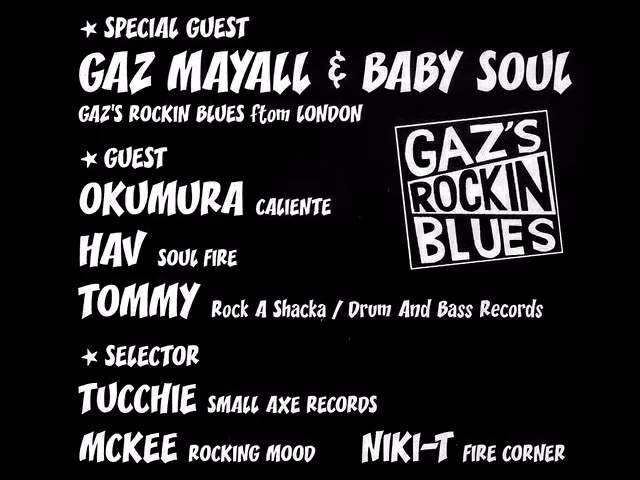 ★ SPECIAL GUEST
GAZ MAYALL & BABY SOUL
GAZ'S ROCKIN BLUES ftom LONDON
GAZ'S
ROCKIN
BLUES
★ GUEST
OKUMURA CALIENTE
HAV SOUL FIRE
TOMMY Rock A Shacka / Drum And Bass Records
★ SELECTOR
TUCCHIE SMALL AXE RECORDS
MCKEE ROCKING MOOD NIKI-T FIRE CORNER